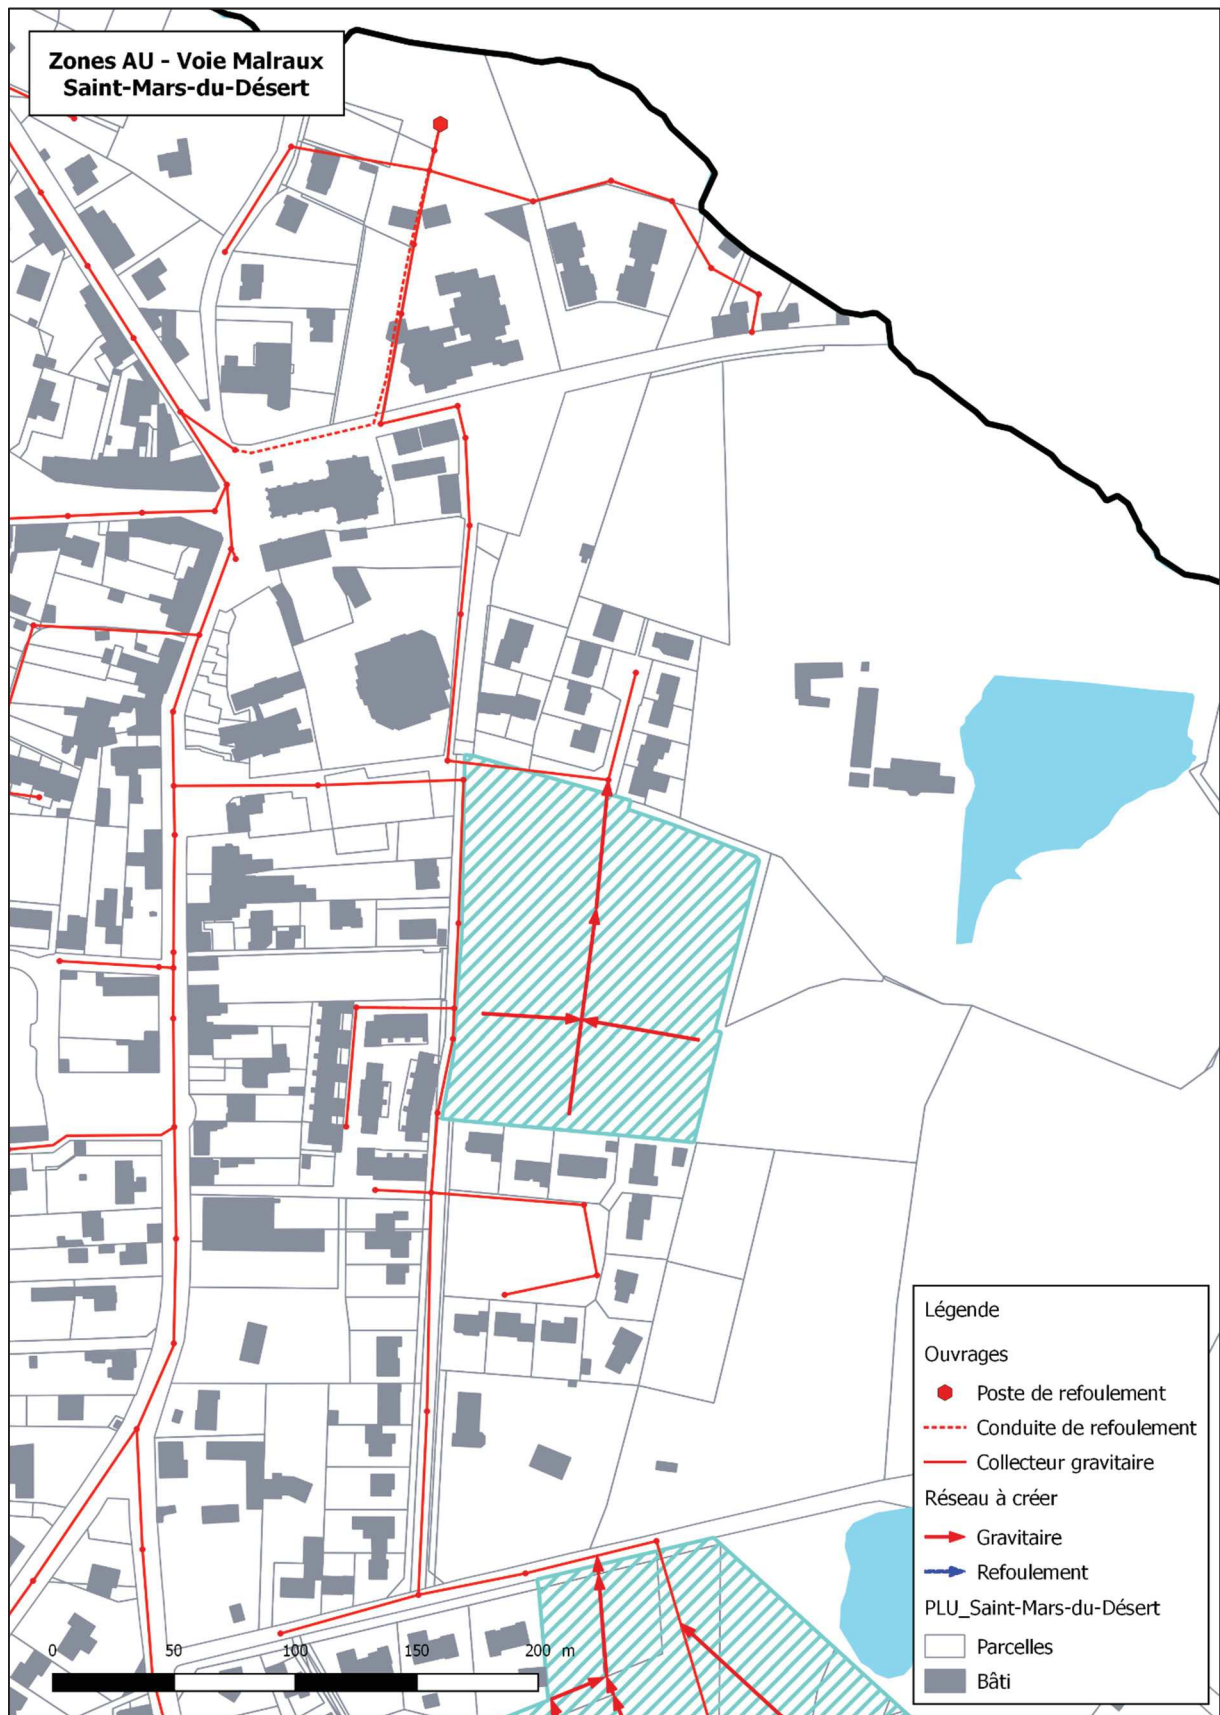 Zones AU - Voie Malraux
Saint-Mars-du-Désert
Légende
Ouvrages
Poste de refoulement
Conduite de refoulement
Collecteur gravitaire
Réseau à créer
Gravitaire
Refoulement
PLU_Saint-Mars-du-Désert
Parcelles
Bâti
0 50 100 150 200 m